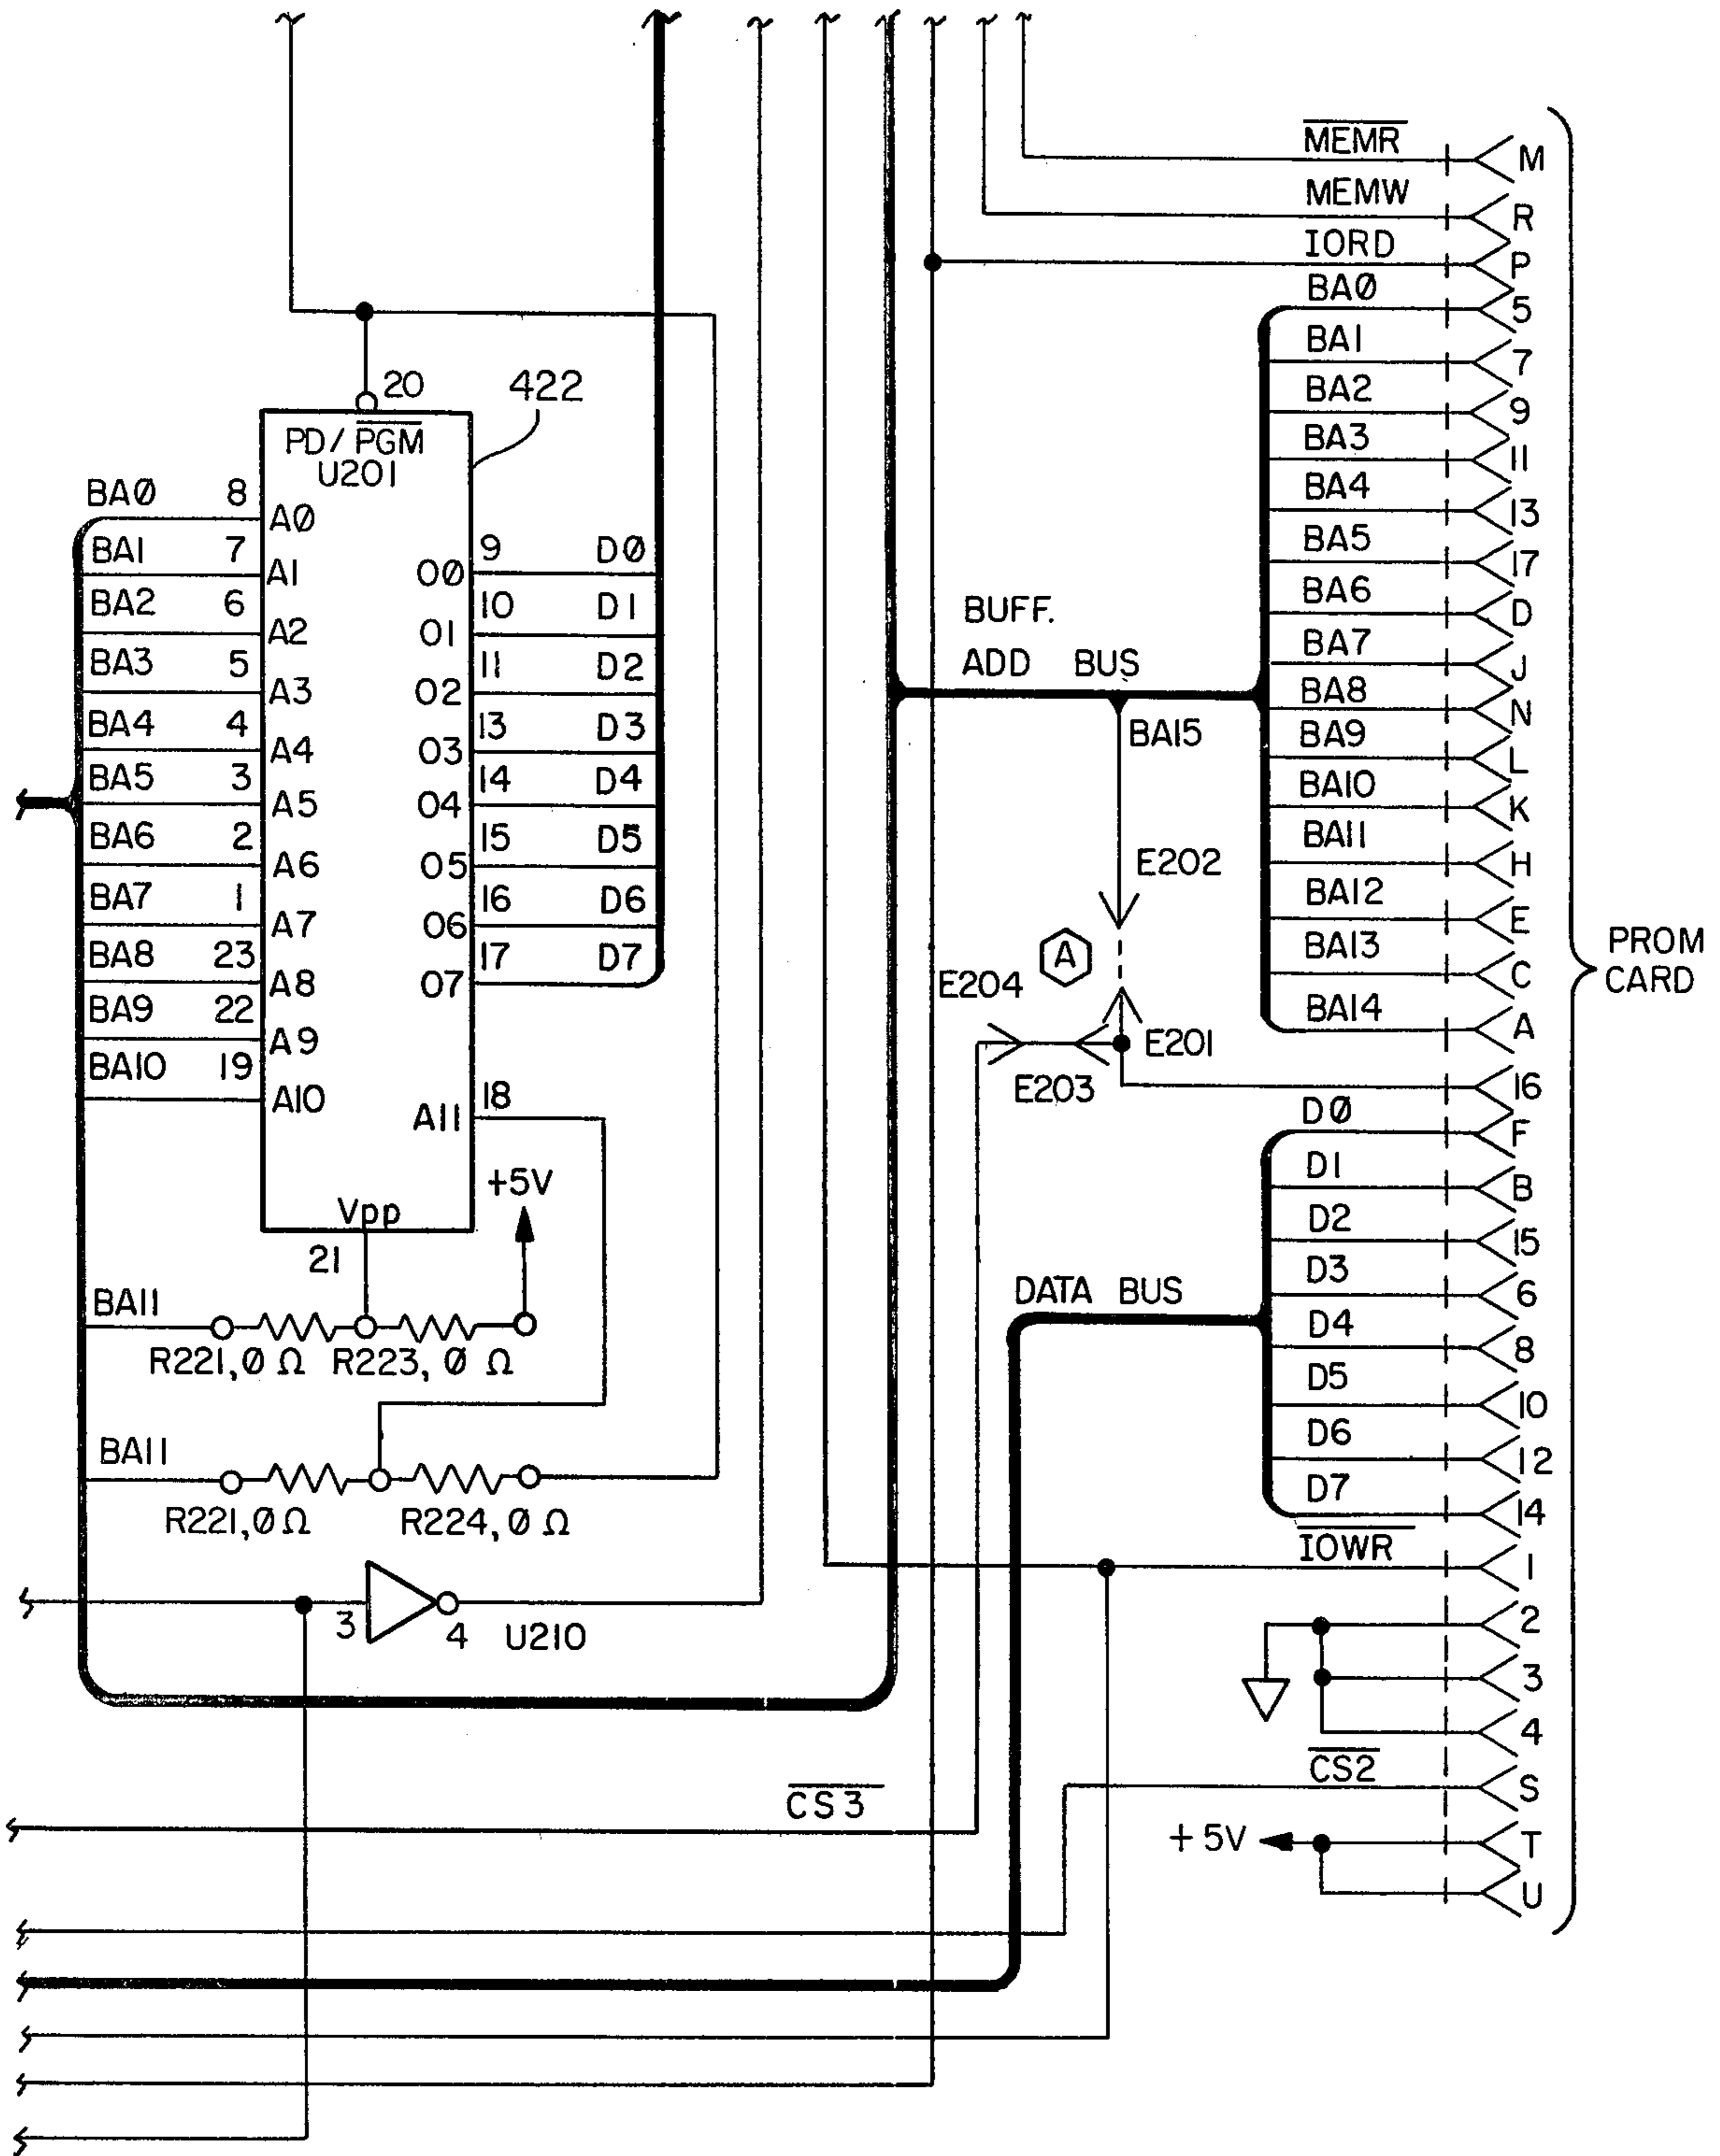 MEMR M
MEMW R
IORD P
BAØ 5
BA1 7
BA2 9
BA3 11
BA4 13
BA5 17
BA6 D
BA7 J
BA8 N
BA9 L
BA10 K
BA11 H
BA12 E
BA13 C
BA14 A
16
DØ F
D1 B
D2 15
D3 6
D4 8
D5 10
D6 12
D7 14
IOWR 1
2
3
4
CS2 S
+5V T
U
PROM
CARD
20
422
PD/PGM
U201
BAØ 8 A0
BA1 7 A1
BA2 6 A2
BA3 5 A3
BA4 4 A4
BA5 3 A5
BA6 2 A6
BA7 1 A7
BA8 23 A8
BA9 22 A9
BA10 19 A10
OØ 9 DØ
O1 10 D1
O2 11 D2
O3 13 D3
O4 14 D4
O5 15 D5
O6 16 D6
O7 17 D7
A11 18
Vpp
21
+5V
BA11
R221,Ø Ω R223, Ø Ω
BA11
R221,Ø Ω R224,Ø Ω
3 4 U210
BUFF.
ADD BUS
BA15
E202
A
E204
E201
E203
DATA BUS
CS3